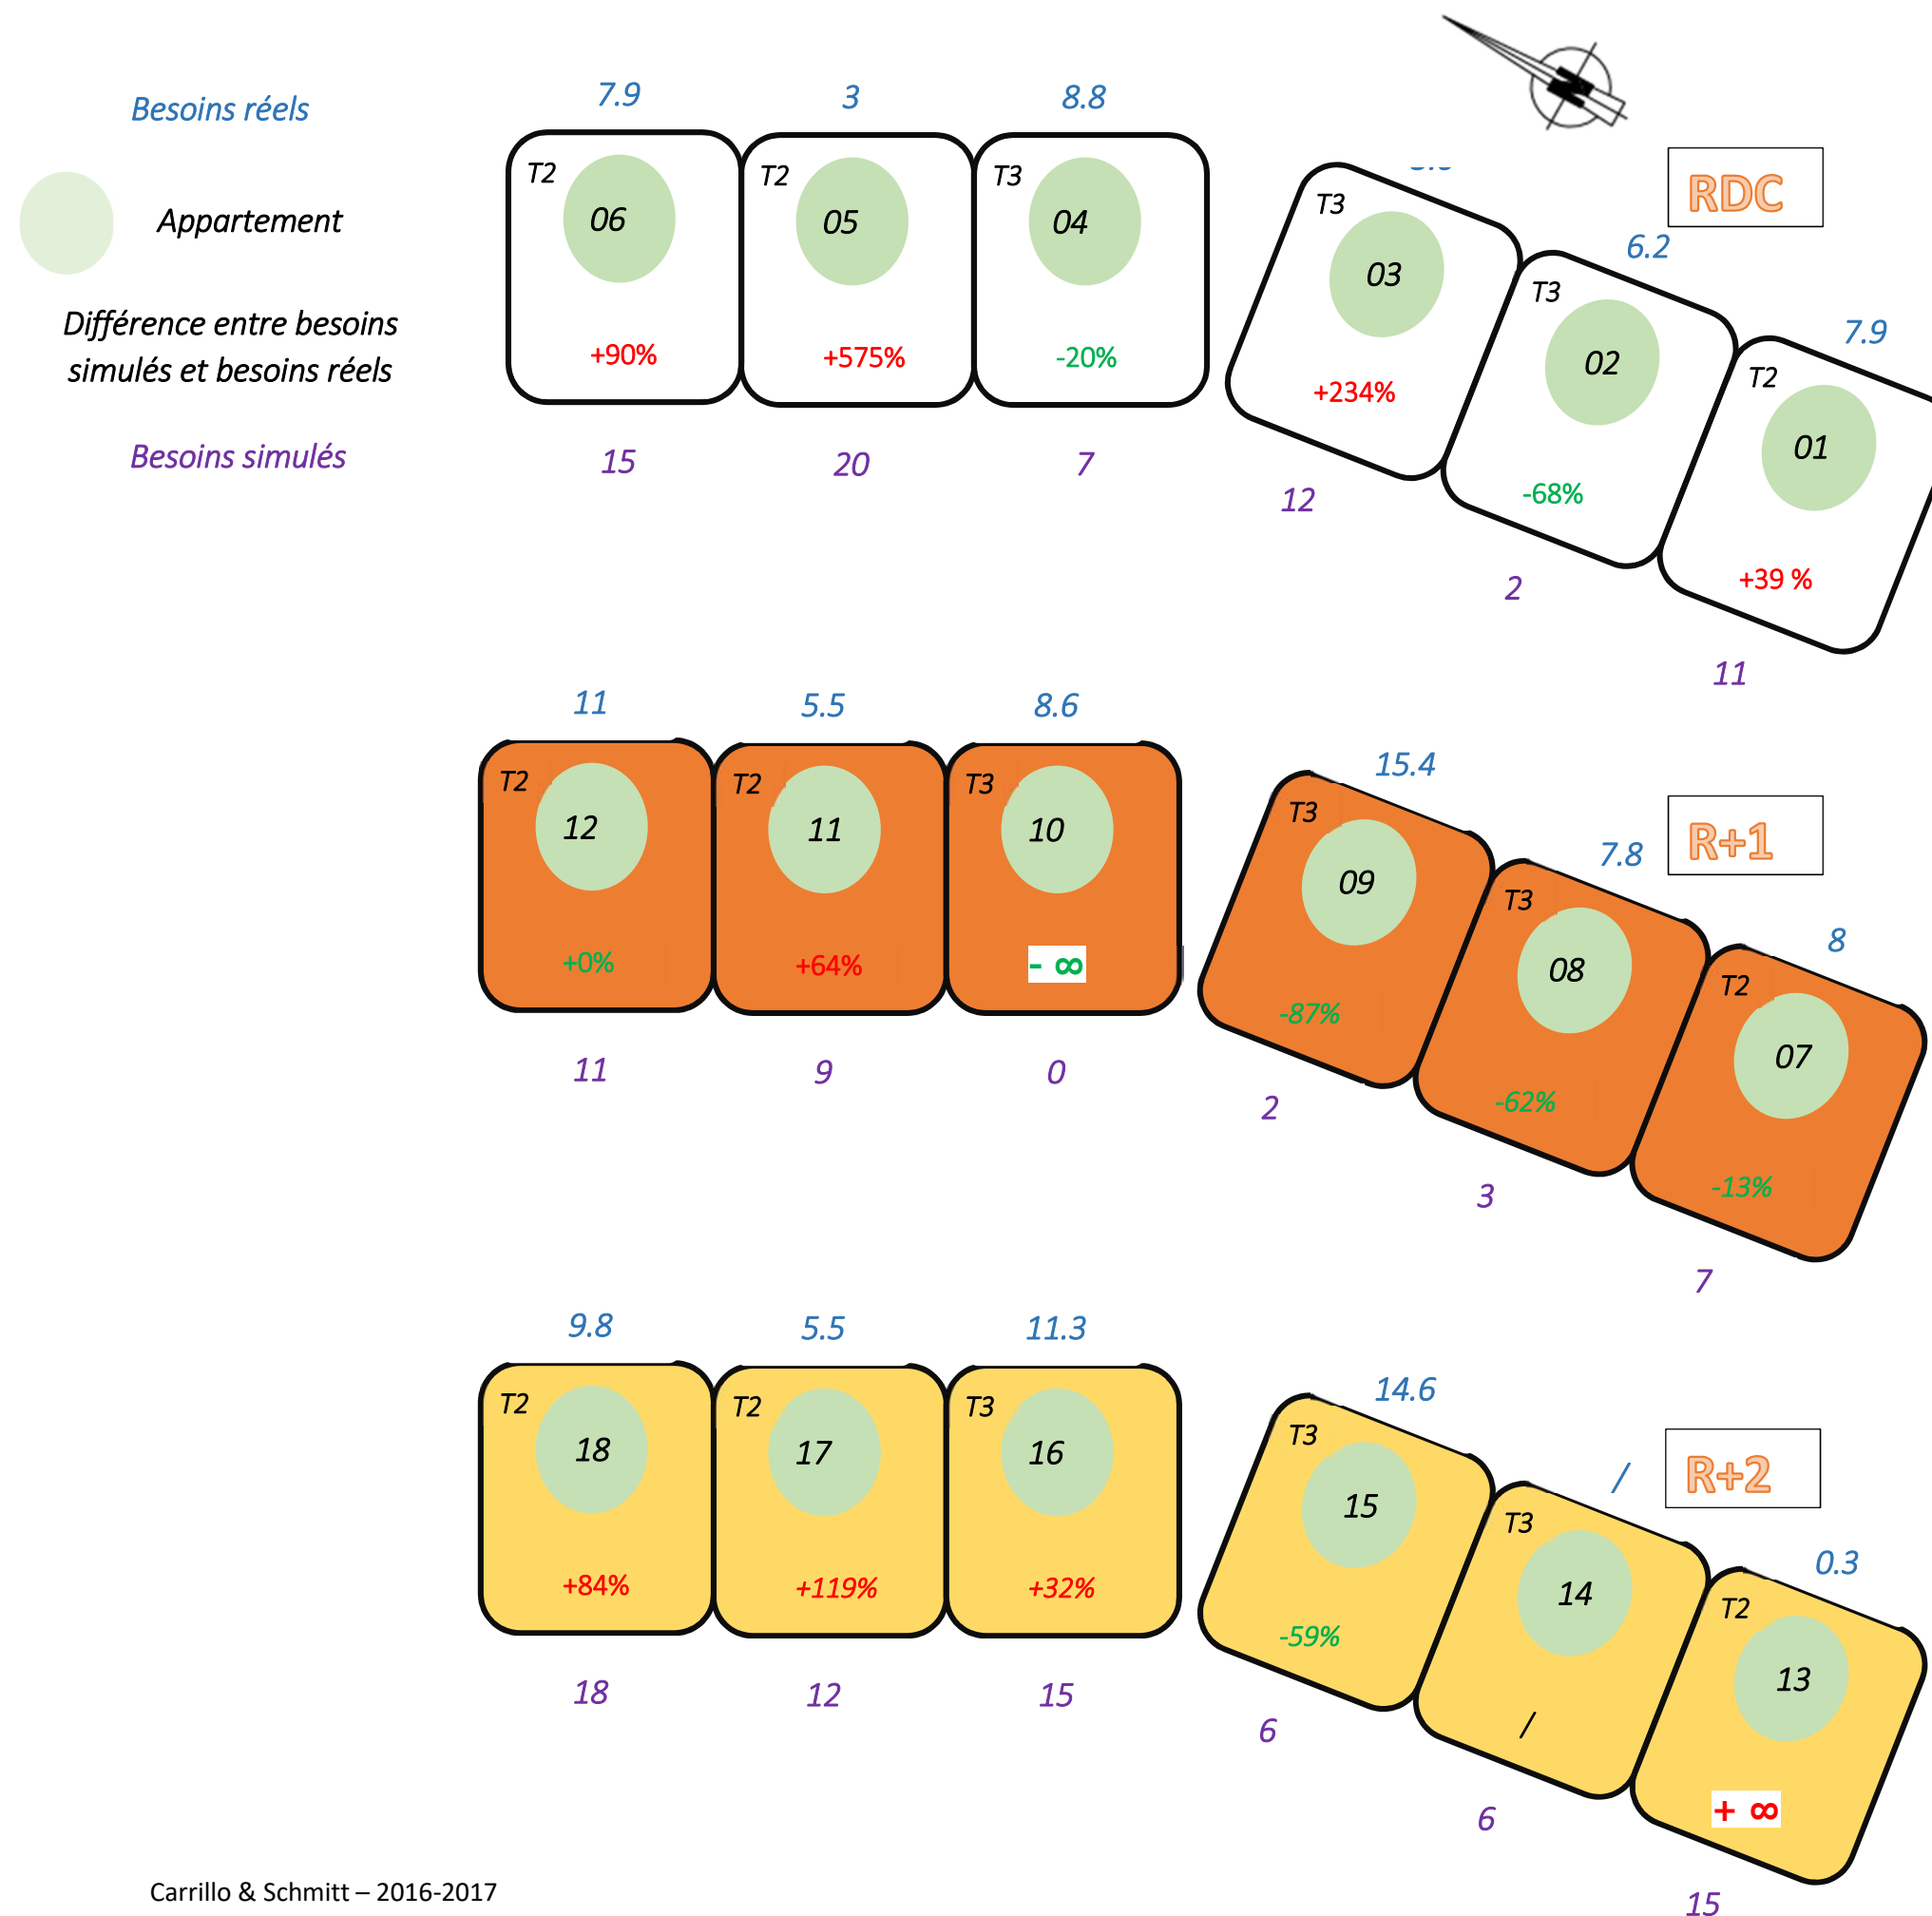 Besoins réels
Appartement
Différence entre besoins
simulés et besoins réels
Besoins simulés
RDC
7.9 3 8.8 6.2 7.9
T2 T2 T3 T3 T3 T2
06 05 04 03 02 01
+90% +575% -20% +234% -68% +39 %
15 20 7 12 2 11
R+1
11 5.5 8.6 15.4 7.8 8
T2 T2 T3 T3 T3 T2
12 11 10 09 08 07
+0% +64% - ∞ -87% -62% -13%
11 9 0 2 3 7
R+2
9.8 5.5 11.3 14.6 / 0.3
T2 T2 T3 T3 T3 T2
18 17 16 15 14 13
+84% +119% +32% -59% / + ∞
18 12 15 6 6 15
Carrillo & Schmitt – 2016-2017